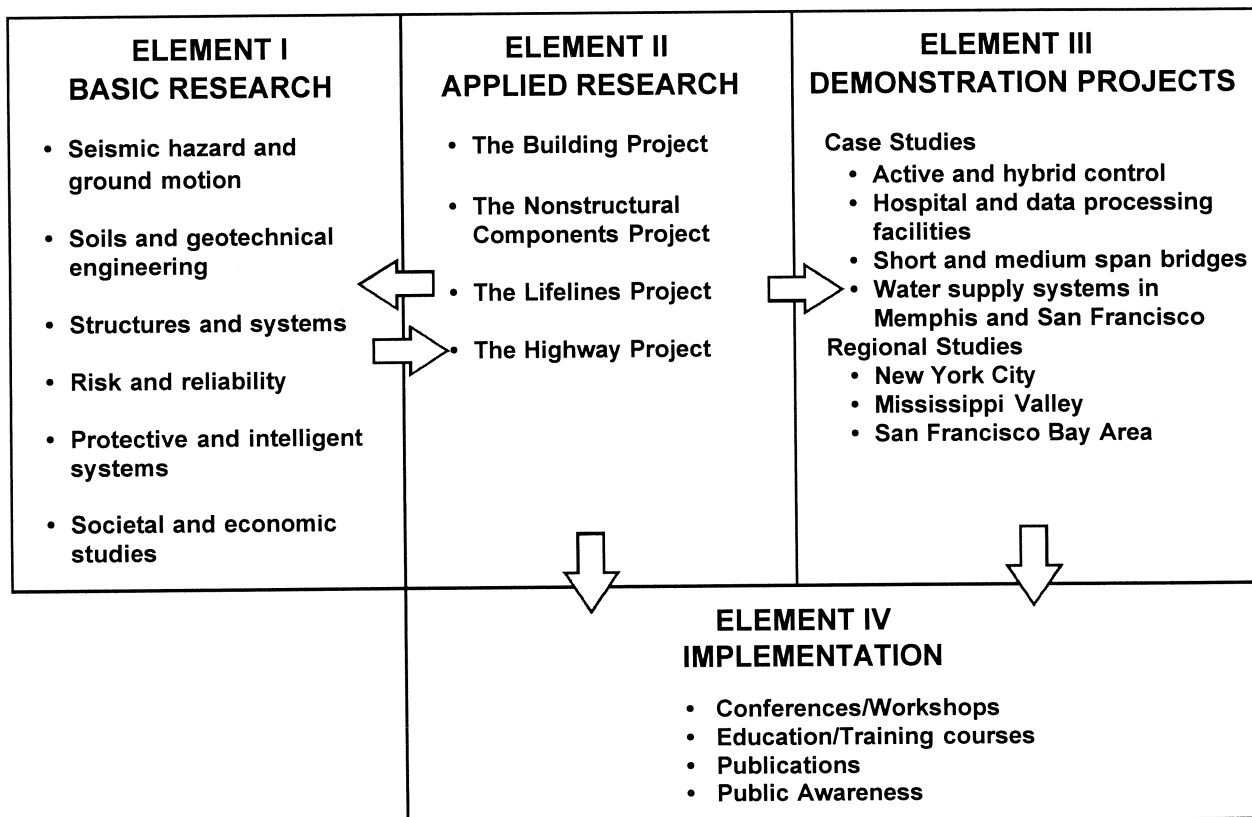 ELEMENT I
BASIC RESEARCH
• Seismic hazard and
ground motion
• Soils and geotechnical
engineering
• Structures and systems
• Risk and reliability
• Protective and intelligent
systems
• Societal and economic
studies
ELEMENT II
APPLIED RESEARCH
• The Building Project
• The Nonstructural
Components Project
• The Lifelines Project
• The Highway Project
ELEMENT III
DEMONSTRATION PROJECTS
Case Studies
• Active and hybrid control
• Hospital and data processing
facilities
• Short and medium span bridges
• Water supply systems in
Memphis and San Francisco
Regional Studies
• New York City
• Mississippi Valley
• San Francisco Bay Area
ELEMENT IV
IMPLEMENTATION
• Conferences/Workshops
• Education/Training courses
• Publications
• Public Awareness